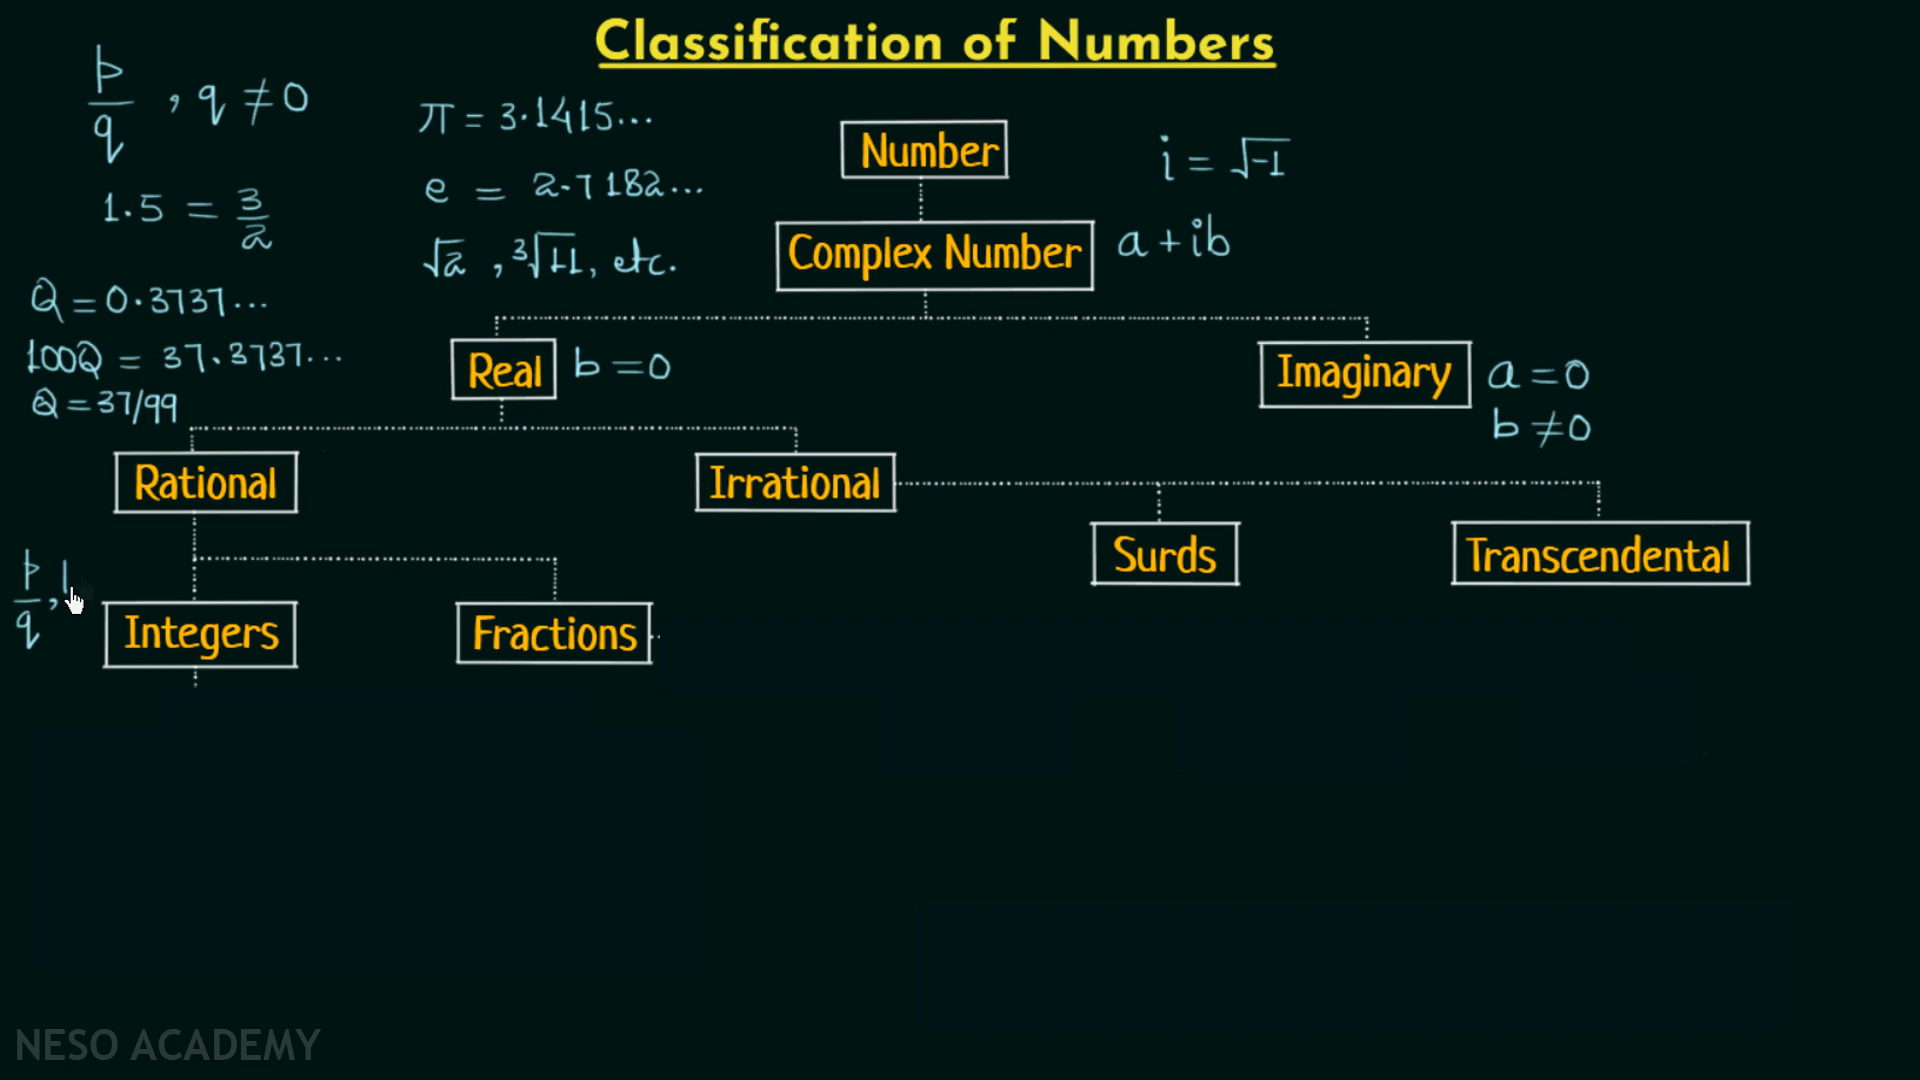 Classification of Numbers
p/q , q ≠ 0
1.5 = 3/2
Q = 0.3737...
100Q = 37.3737...
Q = 37/99
π = 3.1415...
e = 2.7182...
√2 , ³√11, etc.
Number
i = √-1
Complex Number
a + ib
Real
b = 0
Imaginary
a = 0
b ≠ 0
Rational
Irrational
Surds
Transcendental
p/q ,
Integers
Fractions
NESO ACADEMY